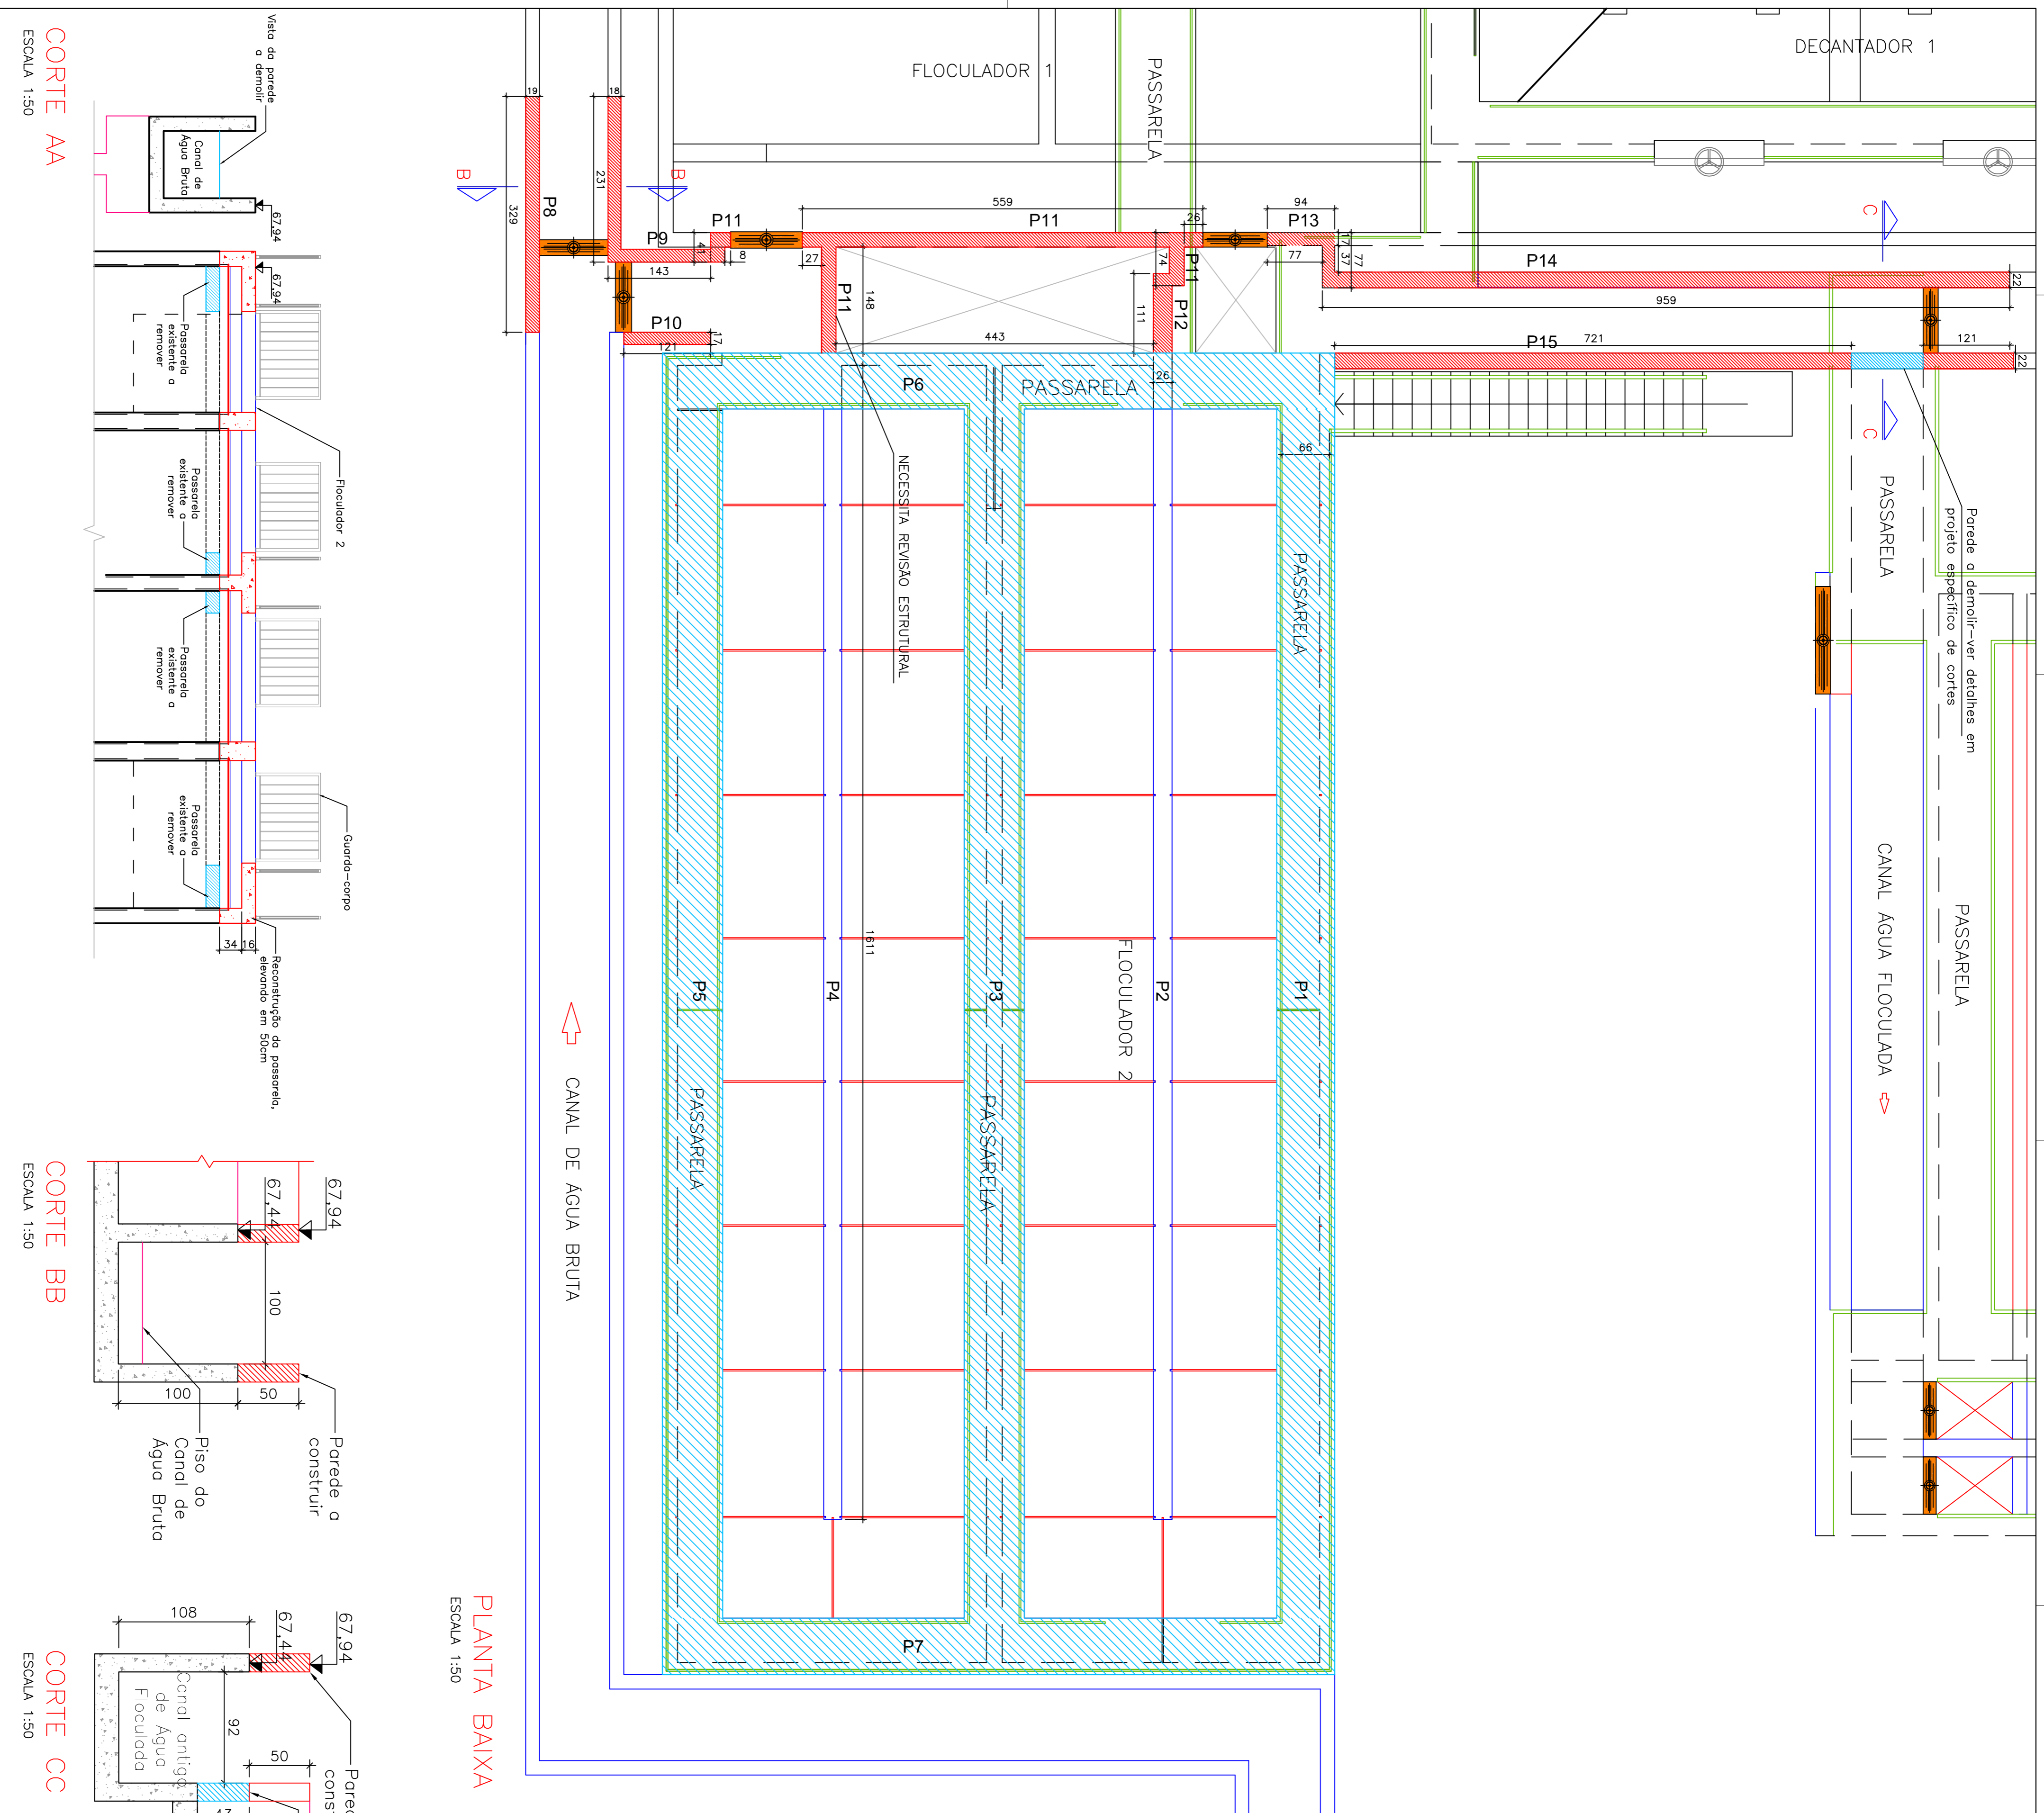 DECANTADOR 1
FLOCULADOR 1
PASSARELA
Vista da parede
a demolir
CORTE AA
ESCALA 1:50
Canal de
Água Bruta
67,94
67,94
Passarela
existente a
remover
Passarela
existente a
remover
Passarela
existente a
remover
Passarela
existente a
remover
Floculador 2
Guarda-corpo
34
16
Reconstrução da passarela,
elevando em 50cm
19
18
231
329
B
B
P8
P9
P11
41
8
143
27
P10
17
121
559
P11
26
94
P13
77
17
37
77
74
P11
P11
148
111
P12
443
26
C
P14
22
959
P15
721
121
22
C
P6
PASSARELA
66
NECESSITA REVISÃO ESTRUTURAL
Parede a demolir-ver detalhes em
projeto específico de cortes
PASSARELA
PASSARELA
PASSARELA
CANAL ÁGUA FLOCULADA
1611
FLOCULADOR 2
P5
P4
P3
P2
P1
PASSARELA
PASSARELA
CANAL DE ÁGUA BRUTA
P7
PLANTA BAIXA
ESCALA 1:50
CORTE BB
ESCALA 1:50
67,94
67,44
100
100
50
Parede a
construir
Piso do
Canal de
Água Bruta
CORTE CC
ESCALA 1:50
108
67,94
67,44
92
50
Canal antigo
de Água
Floculada